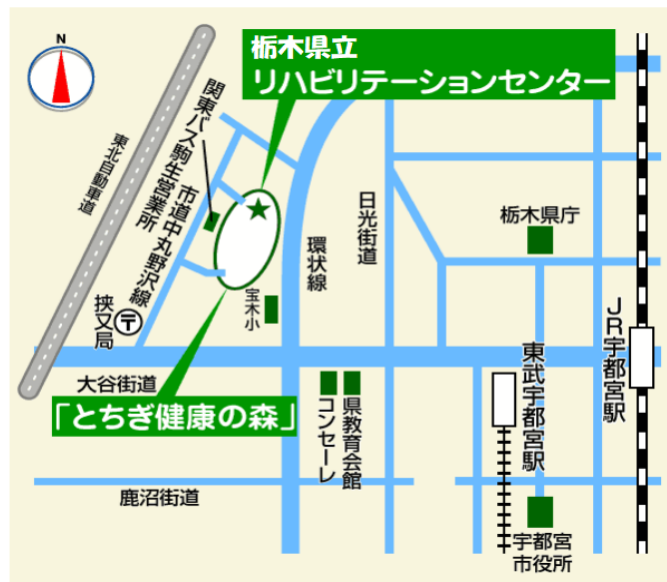 N
栃木県立
リハビリテーションセンター
関東バス駒生営業所
市道中丸野沢線
東北自動車道
日光街道
環状線
栃木県庁
挟又局
〒
宝木小
JR宇都宮駅
東武宇都宮駅
大谷街道
「とちぎ健康の森」
コンセーレ
県教育会館
鹿沼街道
宇都宮
市役所